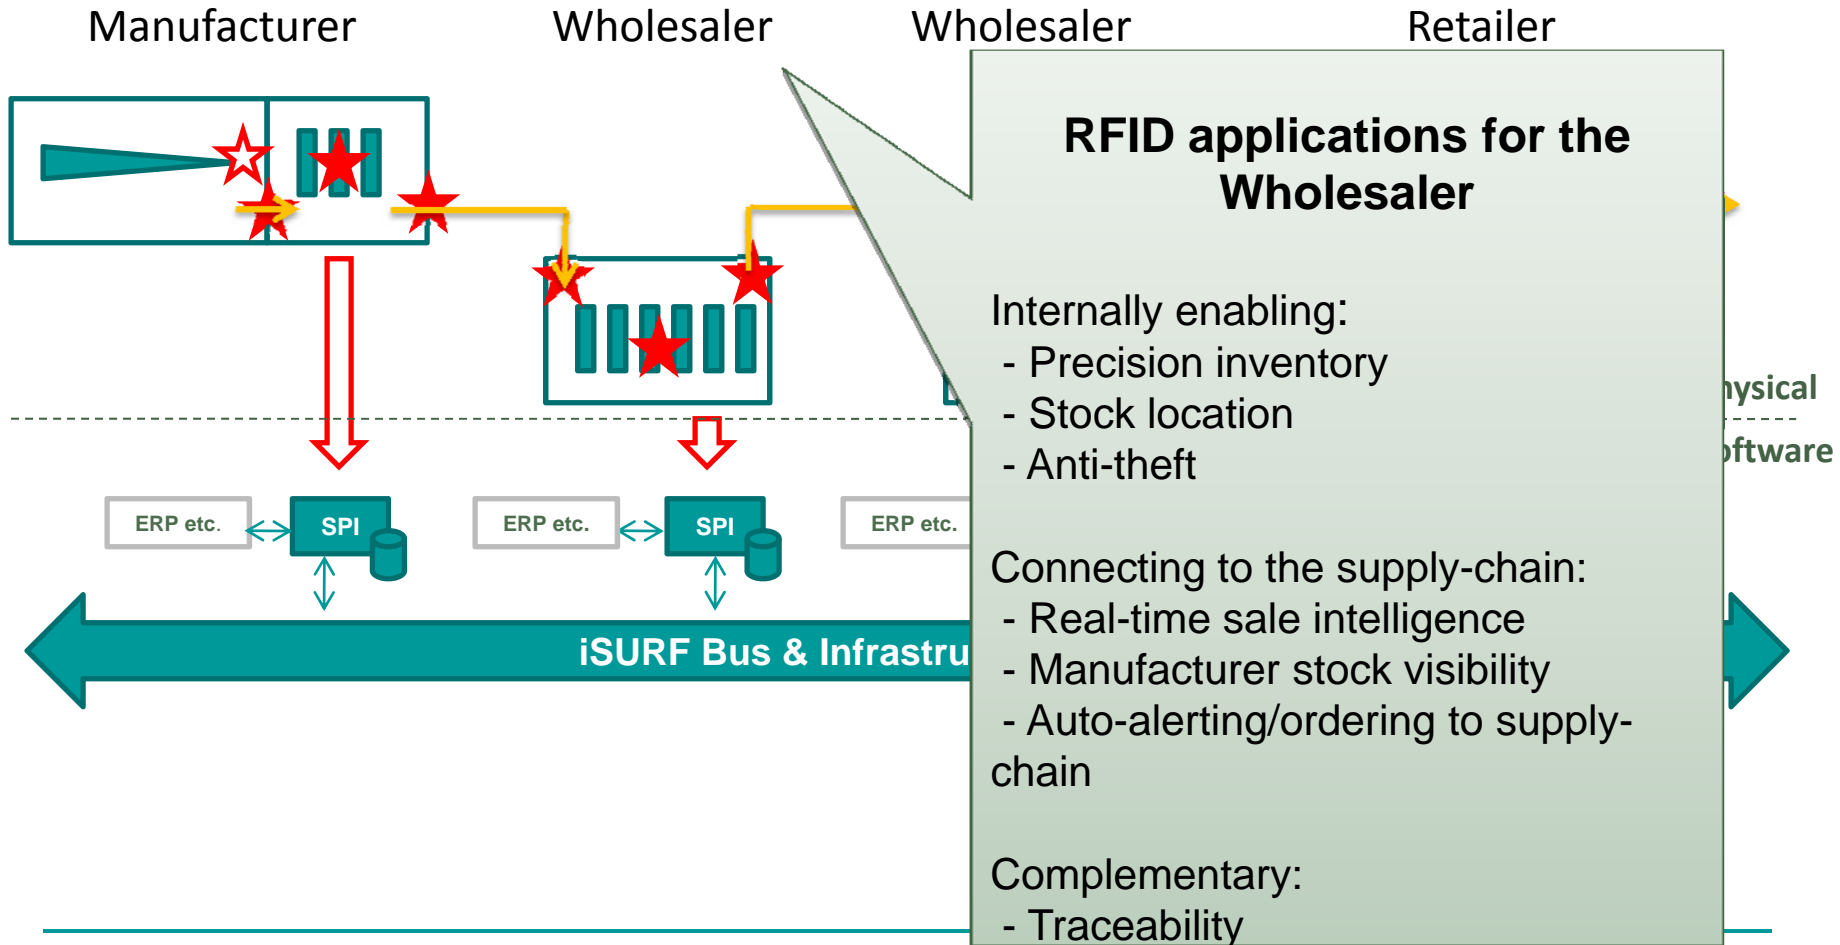 Manufacturer
Wholesaler
Wholesaler
Retailer
RFID applications for the
Wholesaler
Internally enabling:
- Precision inventory
- Stock location
- Anti-theft
Connecting to the supply-chain:
- Real-time sale intelligence
- Manufacturer stock visibility
- Auto-alerting/ordering to supply-
chain
Complementary:
- Traceability
hysical
oftware
ERP etc.
SPI
ERP etc.
SPI
ERP etc.
iSURF Bus & Infrastru